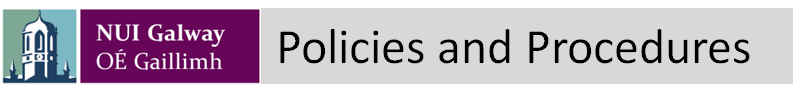 NUI Galway
OÉ Gaillimh
Policies and Procedures